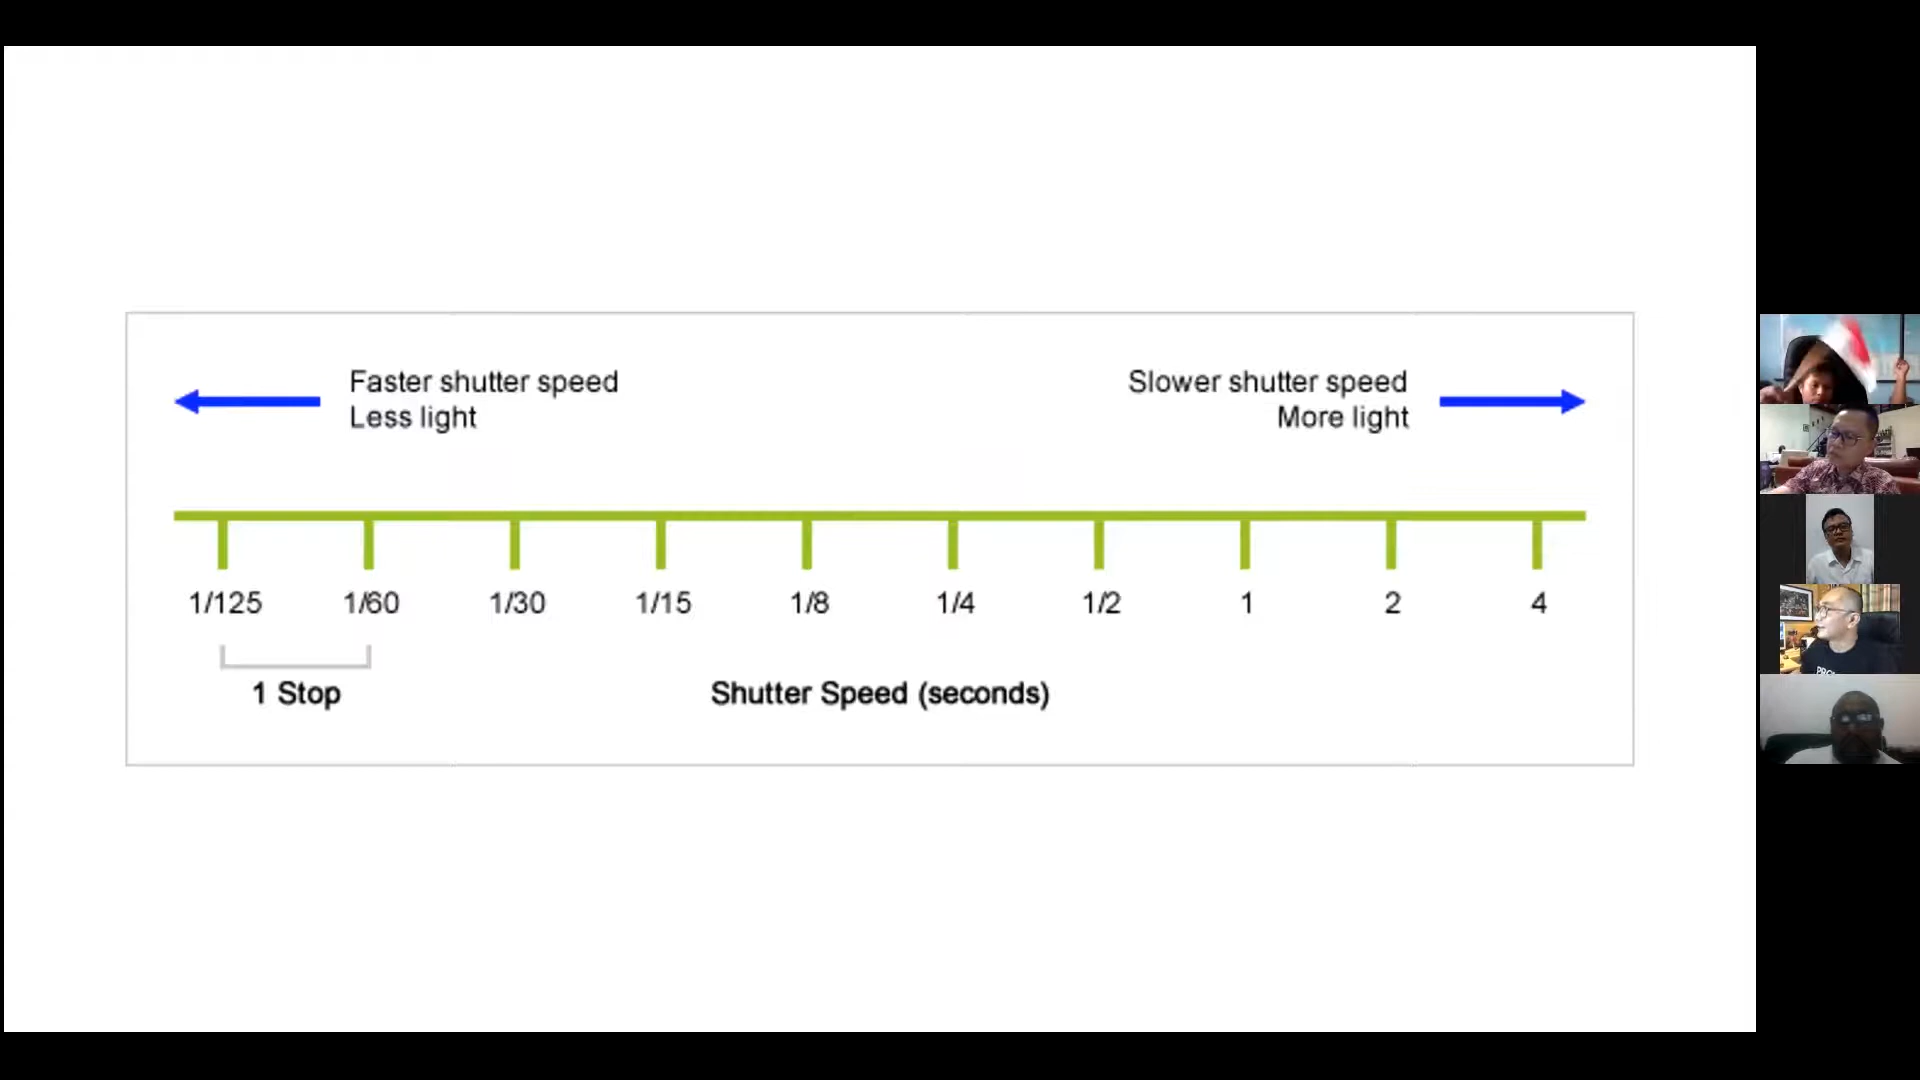 Faster shutter speed
Less light
Slower shutter speed
More light
1/125 1/60 1/30 1/15 1/8 1/4 1/2 1 2 4
1 Stop
Shutter Speed (seconds)